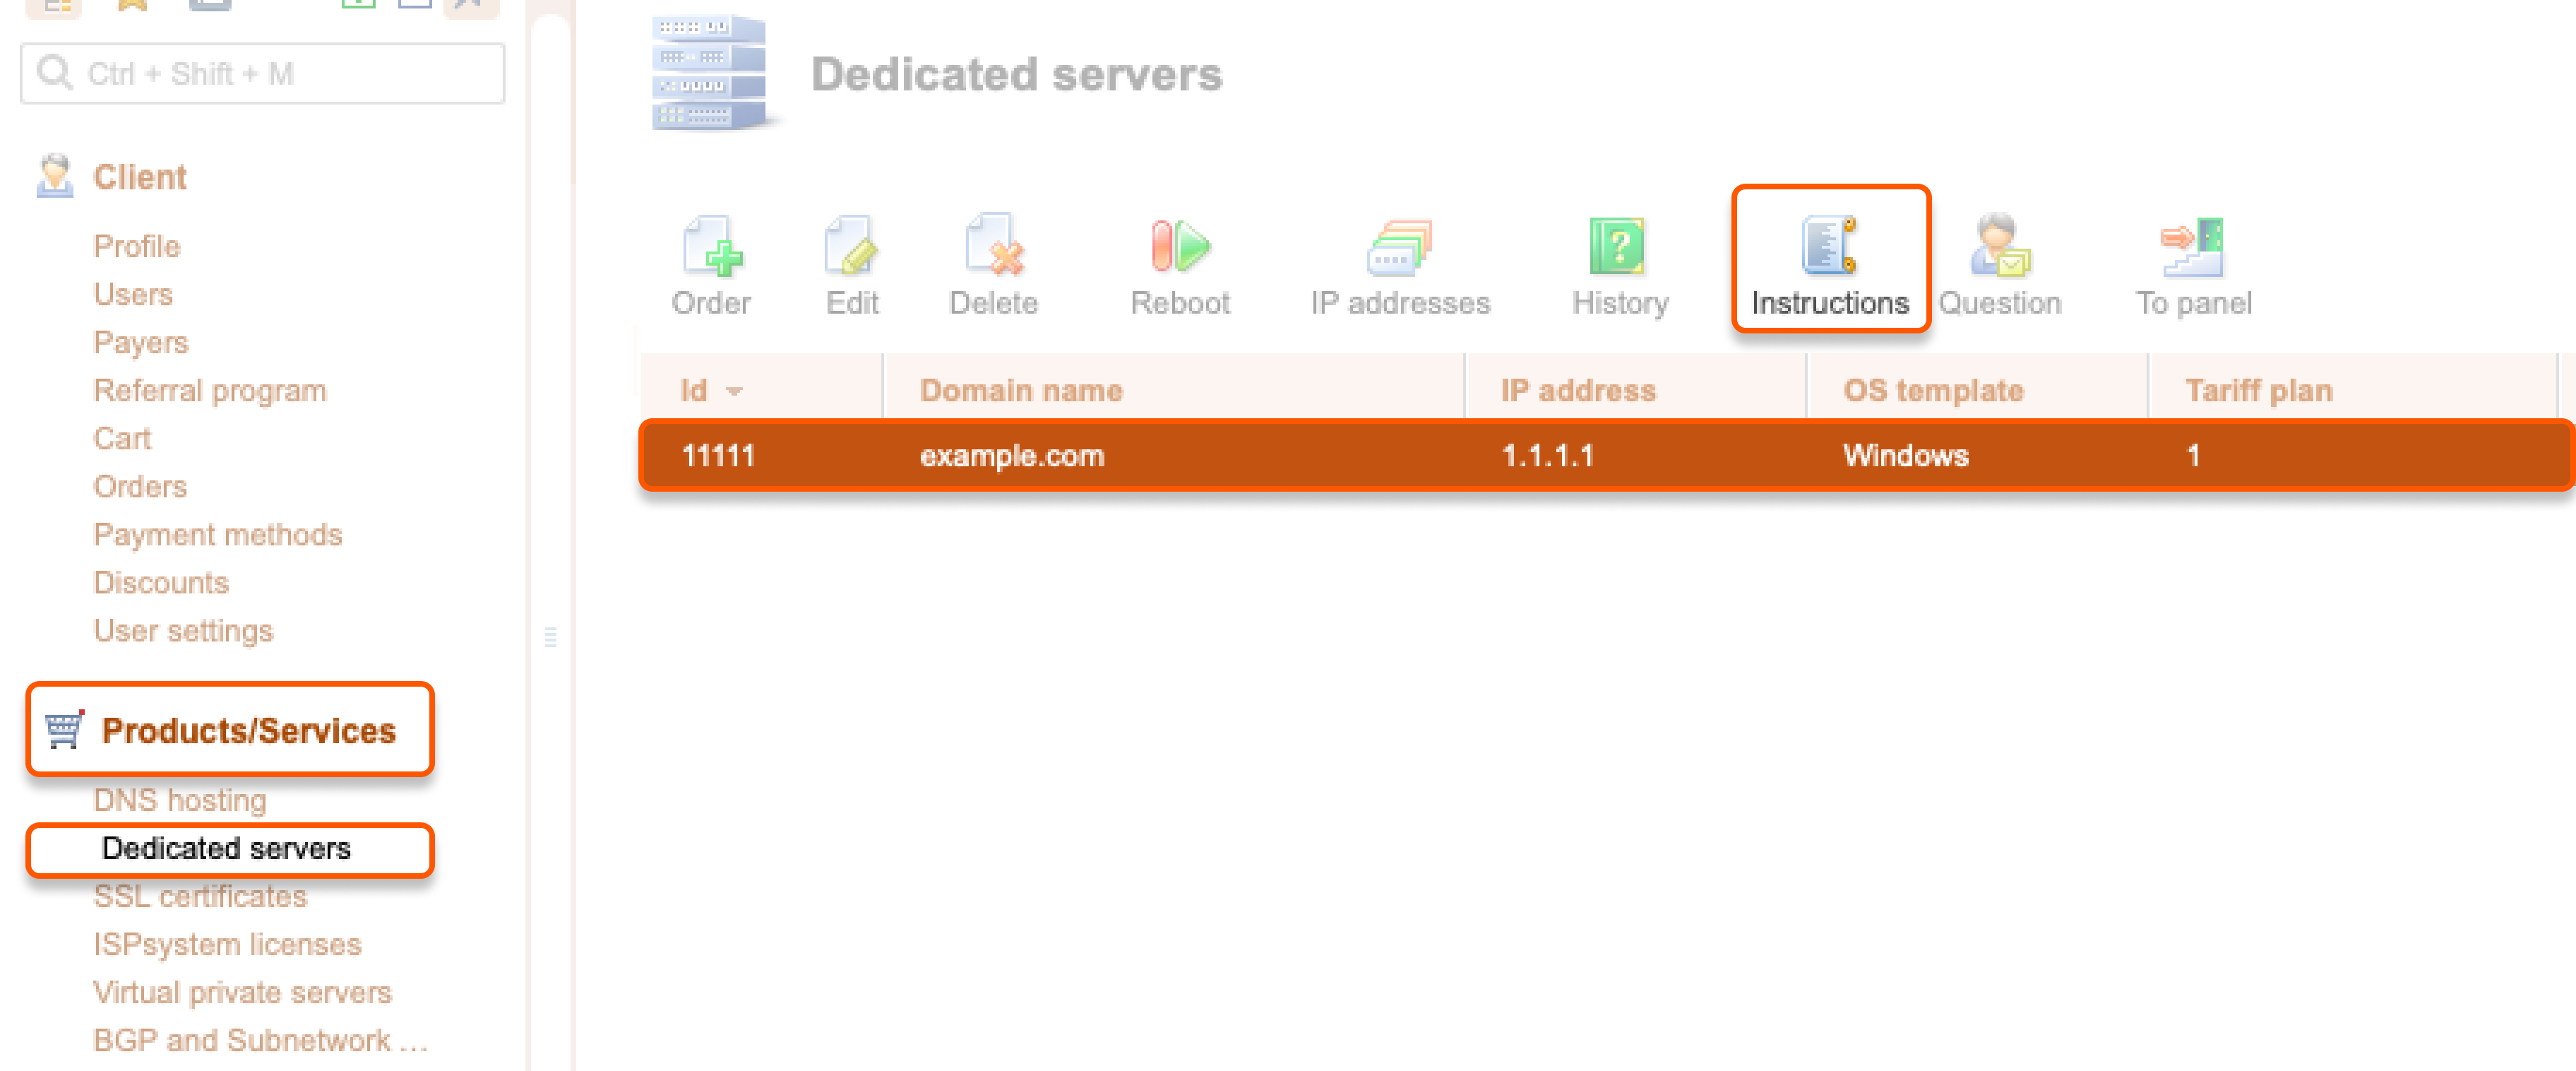 Ctrl + Shift + M
Client
Profile
Users
Payers
Referral program
Cart
Orders
Payment methods
Discounts
User settings
Products/Services
DNS hosting
Dedicated servers
SSL certificates
ISPsystem licenses
Virtual private servers
BGP and Subnetwork ...
Dedicated servers
Order Edit Delete Reboot IP addresses History Instructions Question To panel
Id Domain name IP address OS template Tariff plan
11111 example.com 1.1.1.1 Windows 1